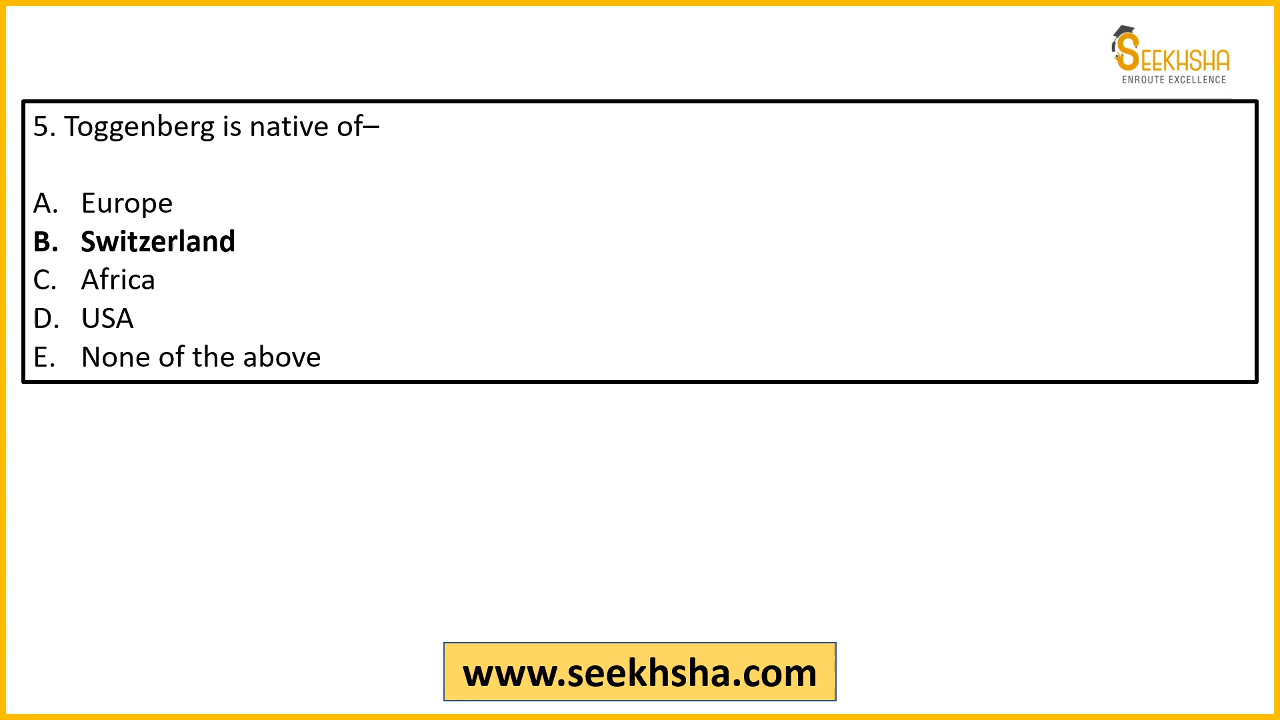 SEEKHSHA
ENROUTE EXCELLENCE
5. Toggenberg is native of–
A. Europe
B. Switzerland
C. Africa
D. USA
E. None of the above
www.seekhsha.com